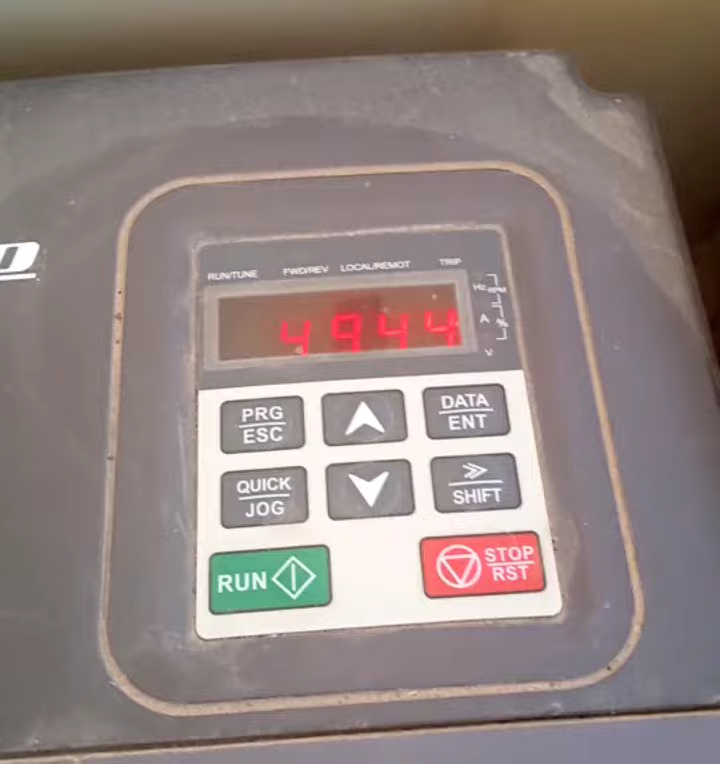 RUN/TUNE FWD/REV LOCAL/REMOT TRIP
Hz RPM
A %
V
4944
PRG/ESC
DATA/ENT
QUICK/JOG
SHIFT
RUN
STOP/RST